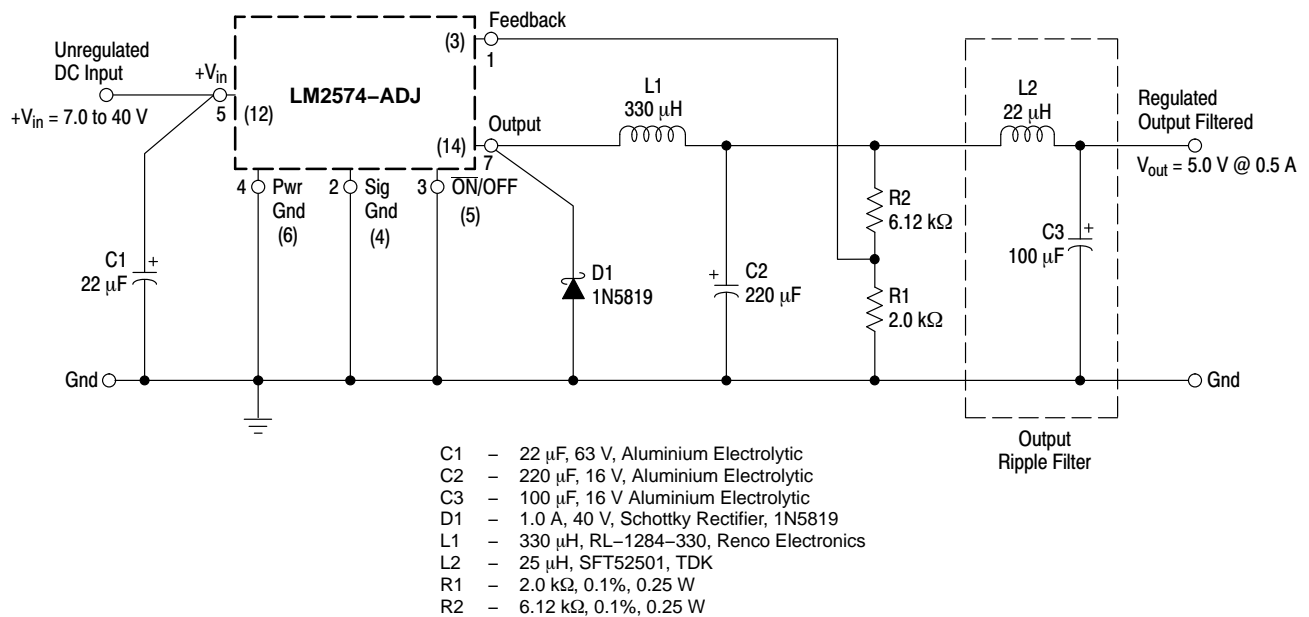 Feedback
(3)
1
Unregulated
DC Input
+Vin
LM2574–ADJ
L1
330 μH
L2
22 μH
Regulated
Output Filtered
+Vin = 7.0 to 40 V
5
(12)
Output
(14)
7
Vout = 5.0 V @ 0.5 A
4
Pwr
Gnd
(6)
2
Sig
Gnd
(4)
3
ON/OFF
(5)
R2
6.12 kΩ
C1
22 μF
+
D1
1N5819
+
C2
220 μF
R1
2.0 kΩ
C3
100 μF
+
Gnd
Gnd
Output
Ripple Filter
C1 – 22 μF, 63 V, Aluminium Electrolytic
C2 – 220 μF, 16 V, Aluminium Electrolytic
C3 – 100 μF, 16 V Aluminium Electrolytic
D1 – 1.0 A, 40 V, Schottky Rectifier, 1N5819
L1 – 330 μH, RL–1284–330, Renco Electronics
L2 – 25 μH, SFT52501, TDK
R1 – 2.0 kΩ, 0.1%, 0.25 W
R2 – 6.12 kΩ, 0.1%, 0.25 W